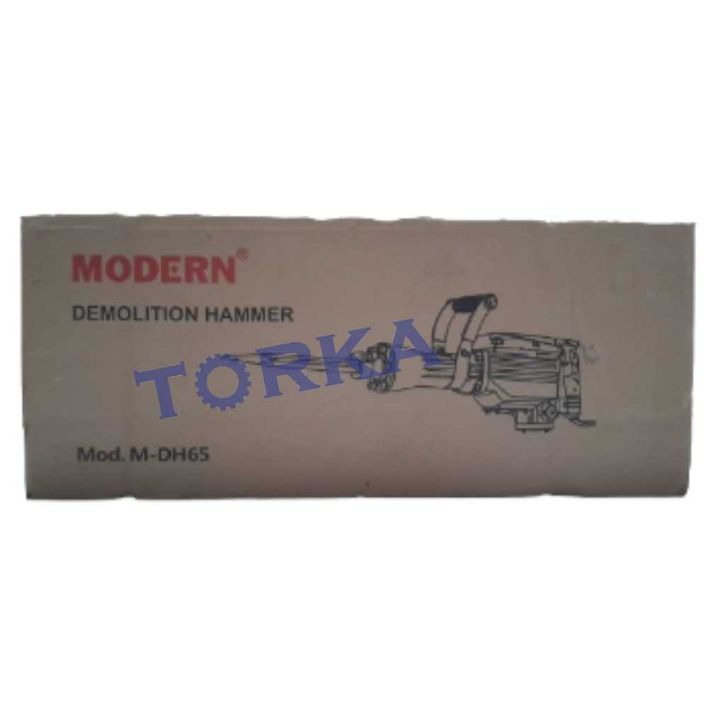 MODERN®
DEMOLITION HAMMER
TORKA
Mod. M-DH65